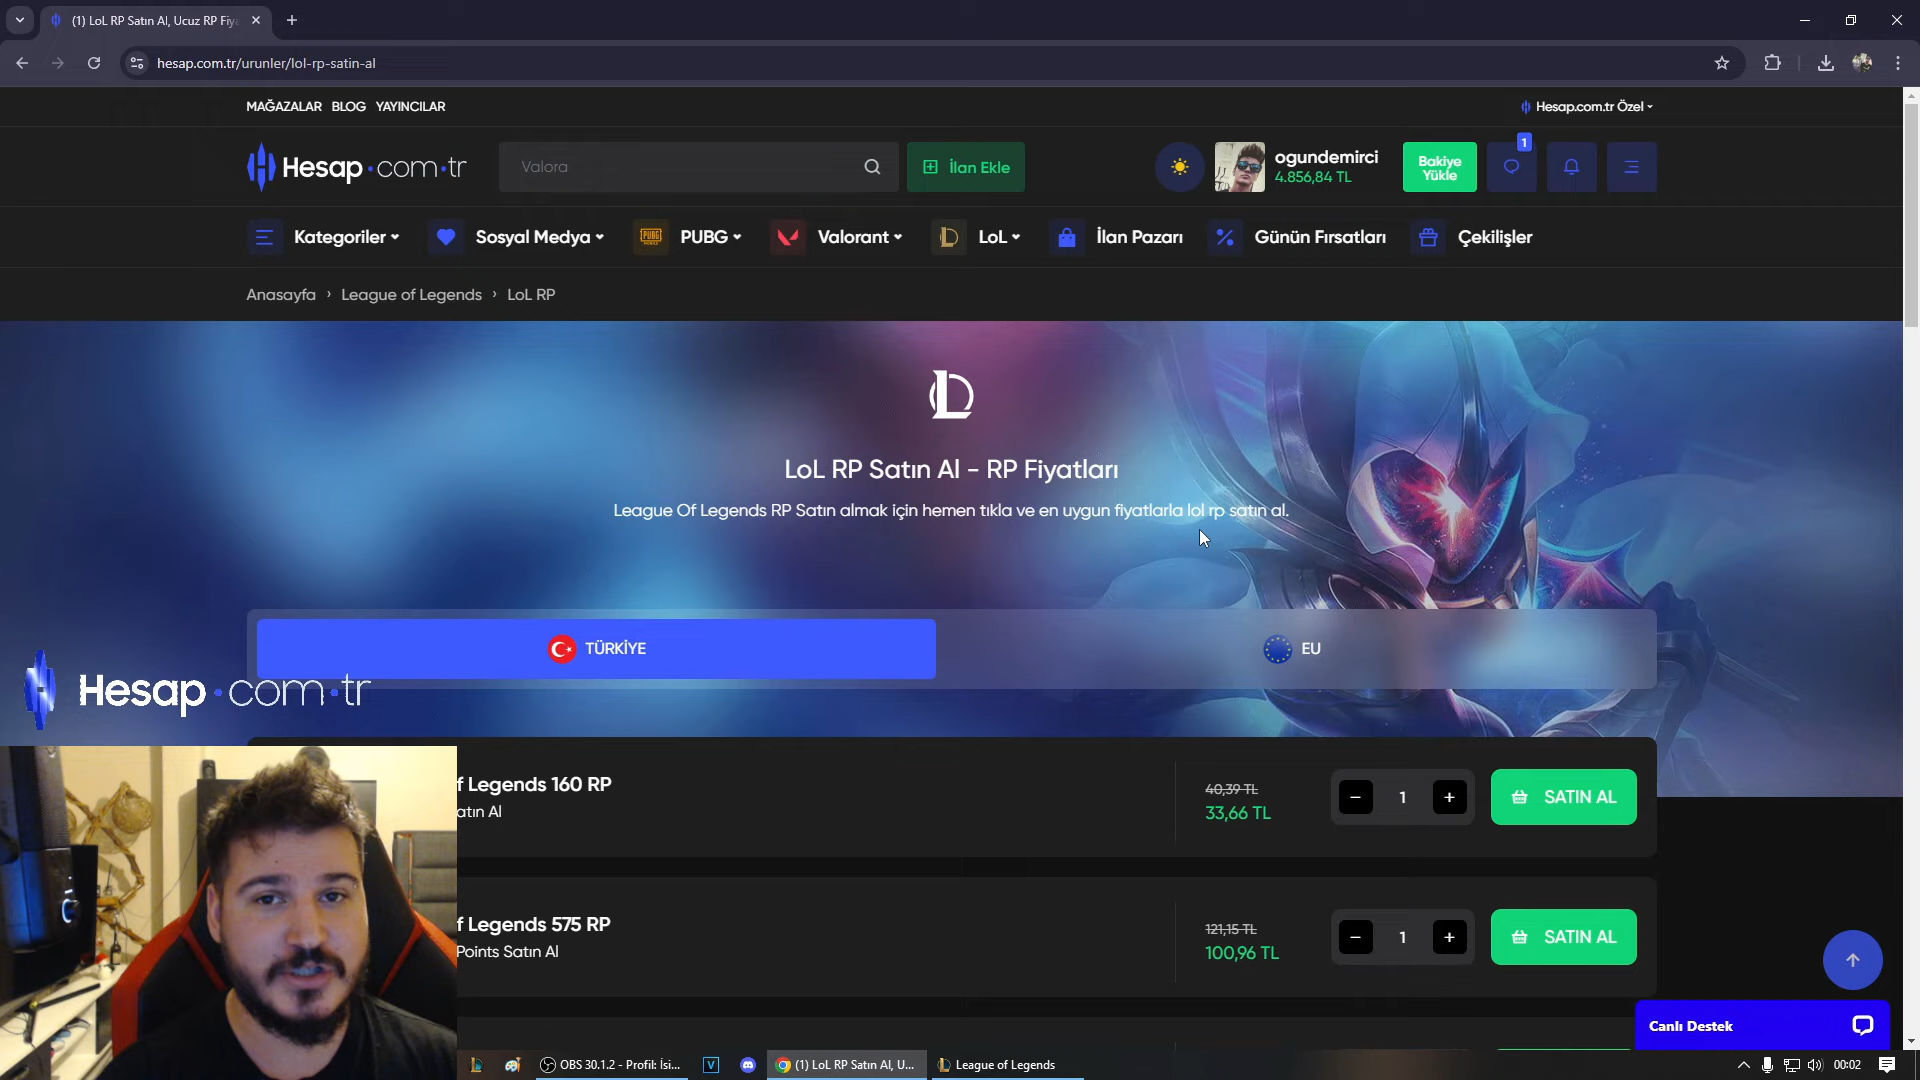 (1) LoL RP Satın Al, Ucuz RP Fiy
hesap.com.tr/urunler/lol-rp-satin-al
MAĞAZALAR BLOG YAYINCILAR
Hesap.com.tr Özel
Hesap.com.tr
Valora
İlan Ekle
ogundemirci
4.856,84 TL
Bakiye
Yükle
1
Kategoriler
Sosyal Medya
PUBG
Valorant
LoL
İlan Pazarı
Günün Fırsatları
Çekilişler
Anasayfa › League of Legends › LoL RP
LoL RP Satın Al - RP Fiyatları
League Of Legends RP Satın almak için hemen tıkla ve en uygun fiyatlarla lol rp satın al.
TÜRKİYE
EU
Hesap.com.tr
f Legends 160 RP
atın Al
40,39 TL
33,66 TL
− 1 +
SATIN AL
f Legends 575 RP
Points Satın Al
121,15 TL
100,96 TL
− 1 +
SATIN AL
Canlı Destek
OBS 30.1.2 - Profil: İsi...
(1) LoL RP Satın Al, U...
League of Legends
00:02